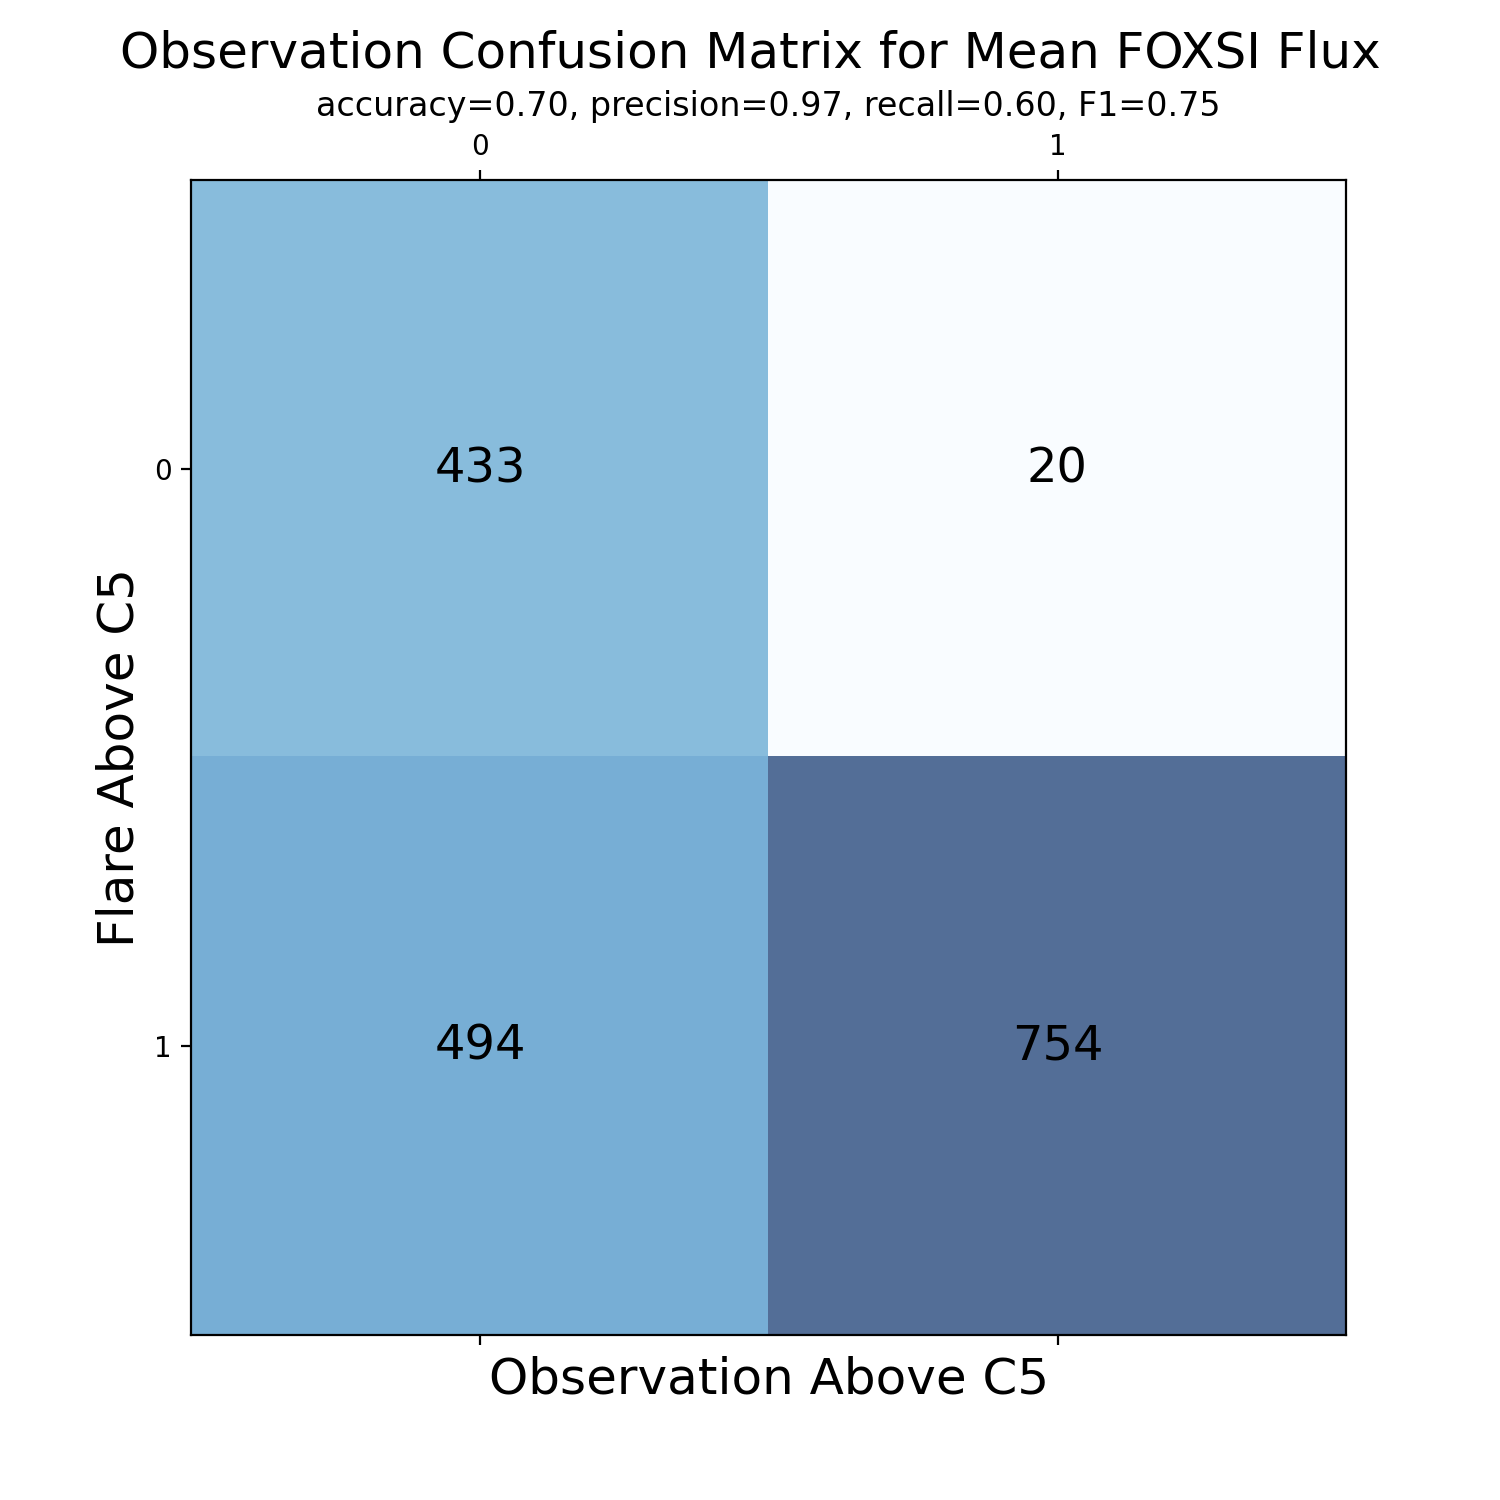 Observation Confusion Matrix for Mean FOXSI Flux
accuracy=0.70, precision=0.97, recall=0.60, F1=0.75
0 1
0 433 20
Flare Above C5
1 494 754
Observation Above C5